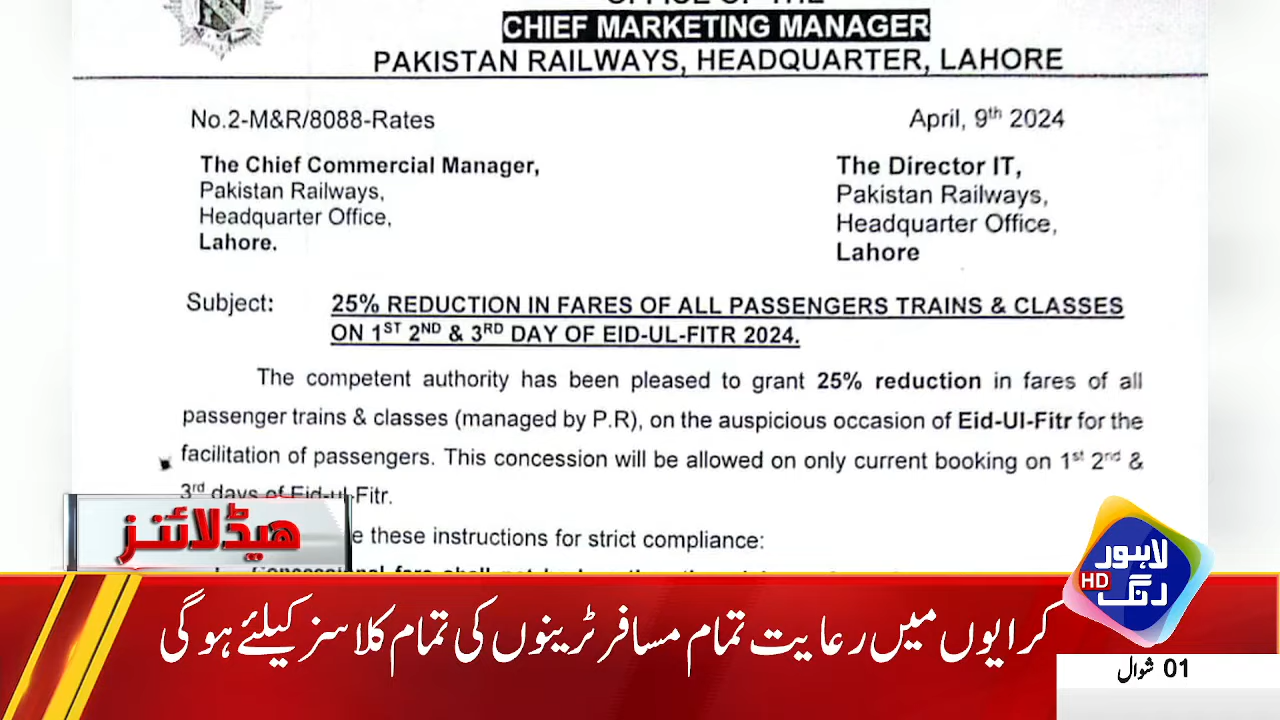 OFFICE OF THE
CHIEF MARKETING MANAGER
PAKISTAN RAILWAYS, HEADQUARTER, LAHORE
No.2-M&R/8088-Rates
April, 9th 2024
The Chief Commercial Manager,
Pakistan Railways,
Headquarter Office,
Lahore.
The Director IT,
Pakistan Railways,
Headquarter Office,
Lahore
Subject: 25% REDUCTION IN FARES OF ALL PASSENGERS TRAINS & CLASSES
ON 1ST 2ND & 3RD DAY OF EID-UL-FITR 2024.
The competent authority has been pleased to grant 25% reduction in fares of all
passenger trains & classes (managed by P.R), on the auspicious occasion of Eid-Ul-Fitr for the
facilitation of passengers. This concession will be allowed on only current booking on 1st 2nd &
3rd days of Eid-ul-Fitr.
e these instructions for strict compliance:
ہیڈلائنز
لاہور
رنگ
HD
کرایوں میں رعایت تمام مسافر ٹرینوں کی تمام کلاسز کیلئے ہوگی
01 شوال